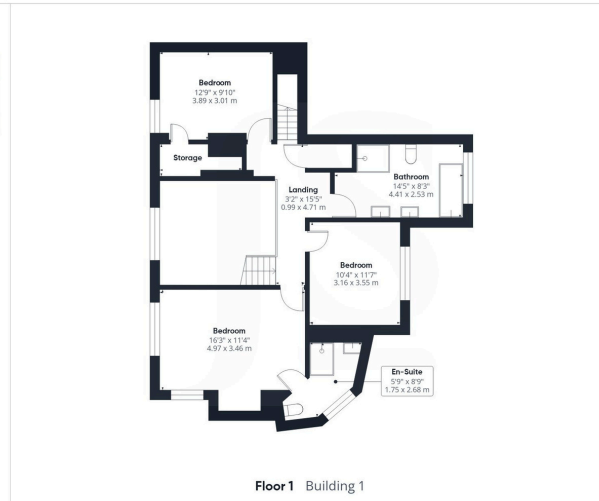 Bedroom
12'9" x 9'10"
3.89 x 3.01 m
Storage
Bathroom
14'5" x 8'3"
4.41 x 2.53 m
Landing
3'2" x 15'5"
0.99 x 4.71 m
Bedroom
10'4" x 11'7"
3.16 x 3.55 m
Bedroom
16'3" x 11'4"
4.97 x 3.46 m
En-Suite
5'9" x 8'9"
1.75 x 2.68 m
Floor 1 Building 1